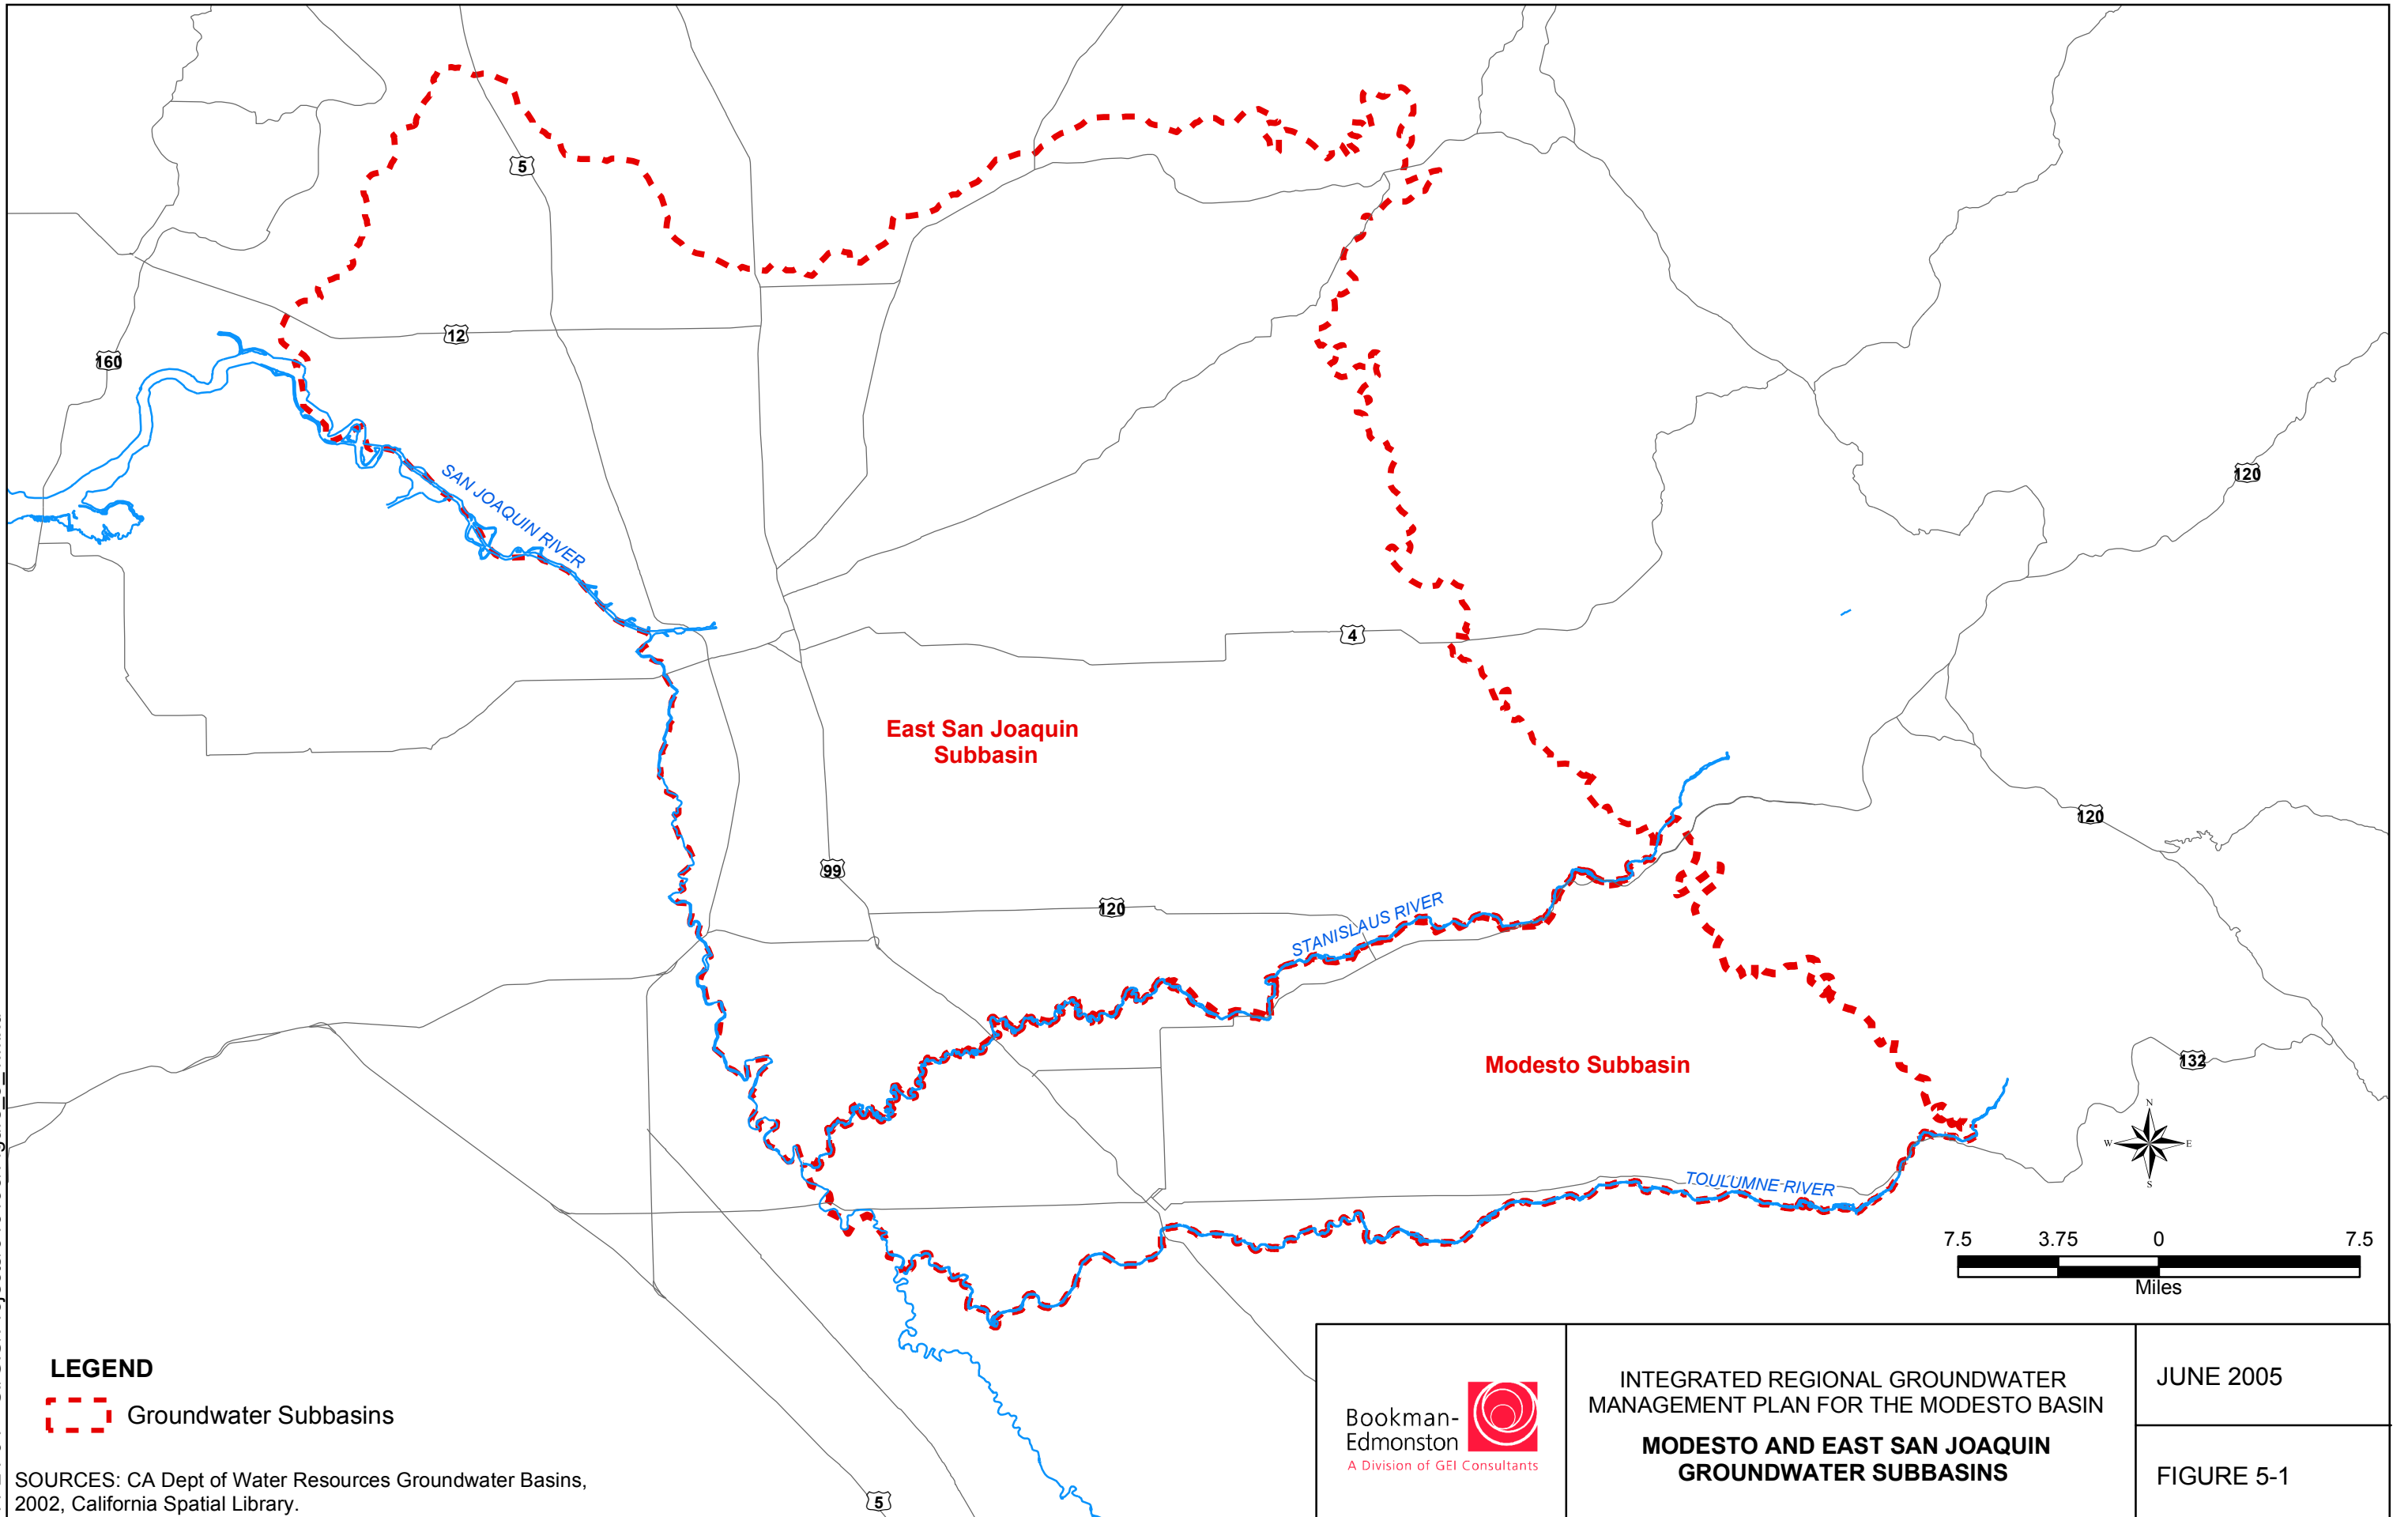 5
12
160
SAN JOAQUIN RIVER
120
4
East San Joaquin
Subbasin
99
120
120
STANISLAUS RIVER
Modesto Subbasin
132
N
W E
S
TOULUMNE RIVER
7.5 3.75 0 7.5
Miles
LEGEND
Groundwater Subbasins
SOURCES: CA Dept of Water Resources Groundwater Basins,
2002, California Spatial Library.
5
Bookman-
Edmonston
A Division of GEI Consultants
INTEGRATED REGIONAL GROUNDWATER
MANAGEMENT PLAN FOR THE MODESTO BASIN
MODESTO AND EAST SAN JOAQUIN
GROUNDWATER SUBBASINS
JUNE 2005
FIGURE 5-1